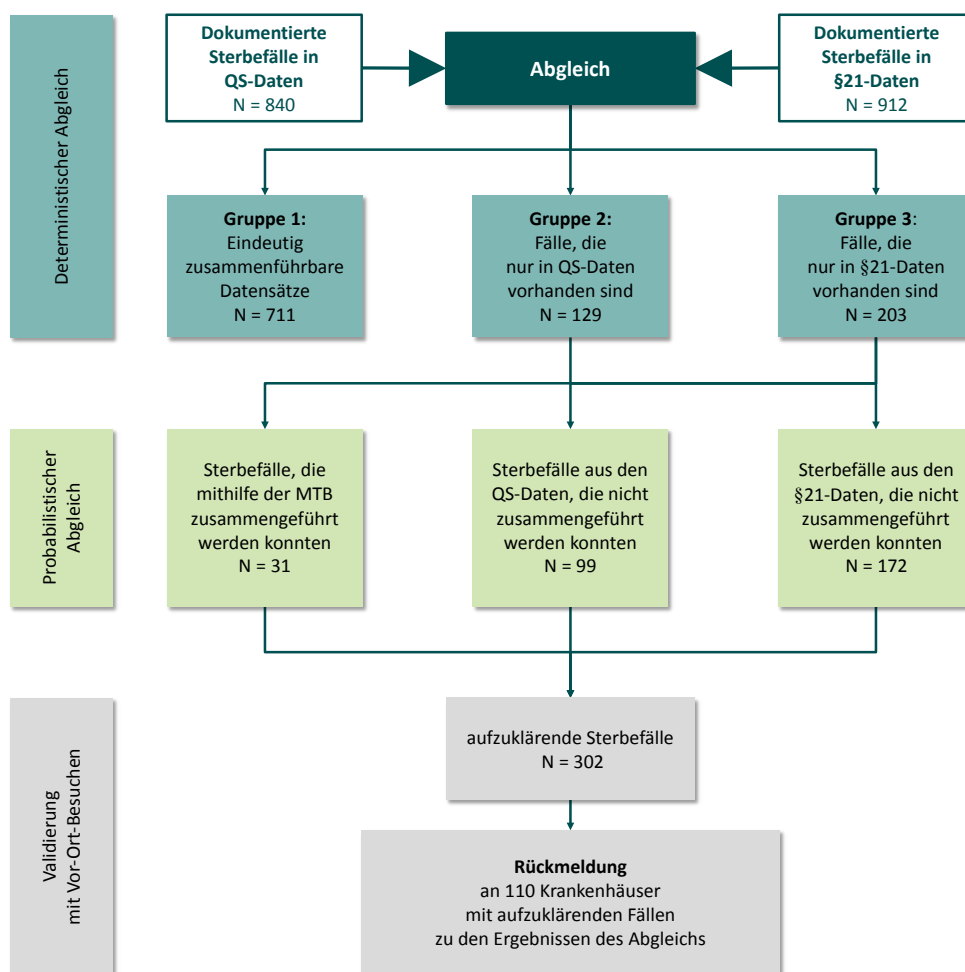 Deterministischer Abgleich
Dokumentierte
Sterbefälle in
QS-Daten
N = 840
Abgleich
Dokumentierte
Sterbefälle in
§21-Daten
N = 912
Gruppe 1:
Eindeutig
zusammenführbare
Datensätze
N = 711
Gruppe 2:
Fälle, die
nur in QS-Daten
vorhanden sind
N = 129
Gruppe 3:
Fälle, die
nur in §21-Daten
vorhanden sind
N = 203
Probabilistischer
Abgleich
Sterbefälle, die
mithilfe der MTB
zusammengeführt
werden konnten
N = 31
Sterbefälle aus den
QS-Daten, die nicht
zusammengeführt
werden konnten
N = 99
Sterbefälle aus den
§21-Daten, die nicht
zusammengeführt
werden konnten
N = 172
Validierung
mit Vor-Ort-Besuchen
aufzuklärende Sterbefälle
N = 302
Rückmeldung
an 110 Krankenhäuser
mit aufzuklärenden Fällen
zu den Ergebnissen des Abgleichs